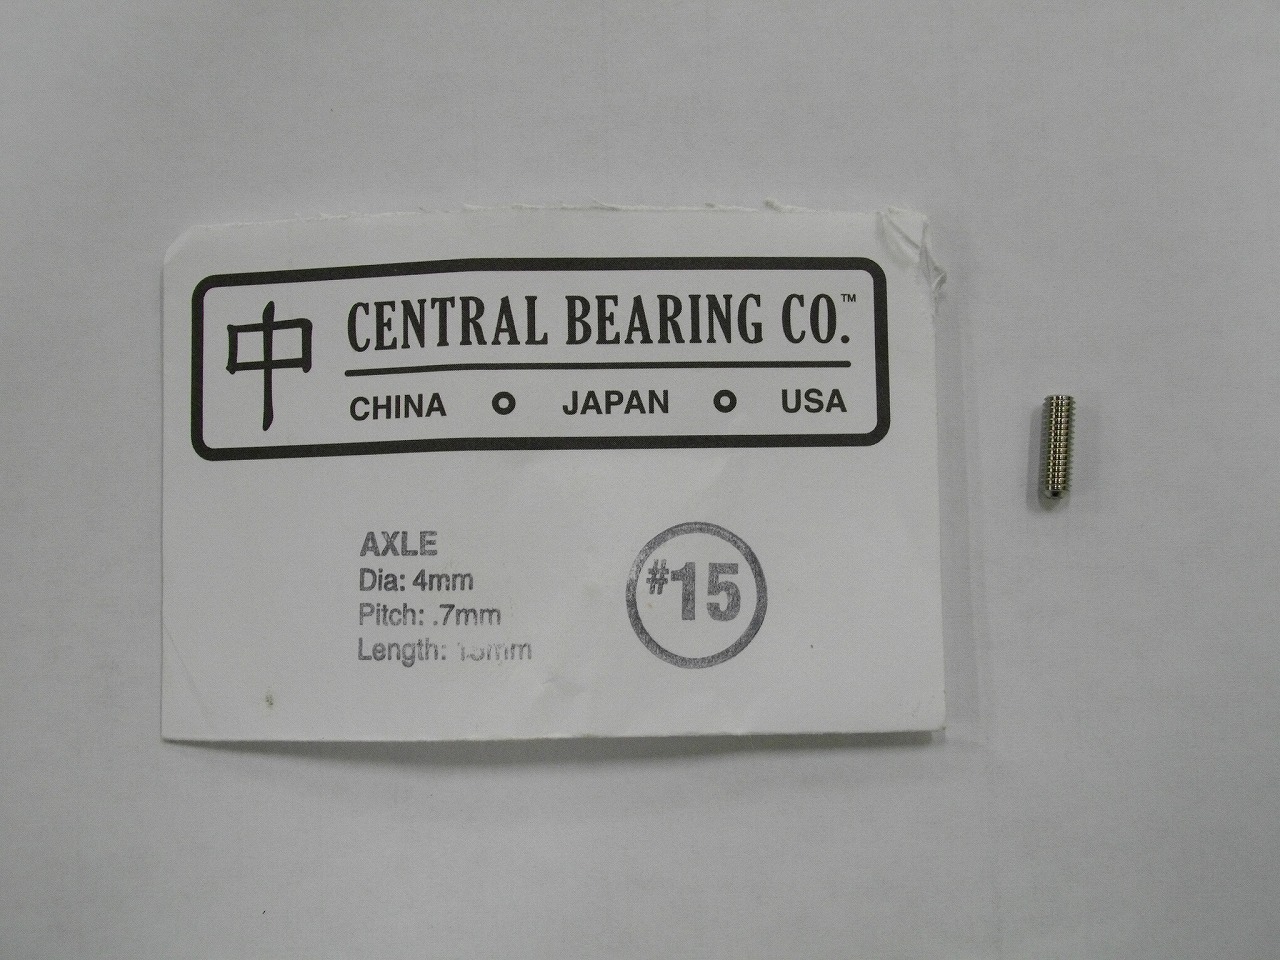 中
CENTRAL BEARING CO.™
CHINA JAPAN USA
AXLE
Dia: 4mm
Pitch: .7mm
Length:
#15